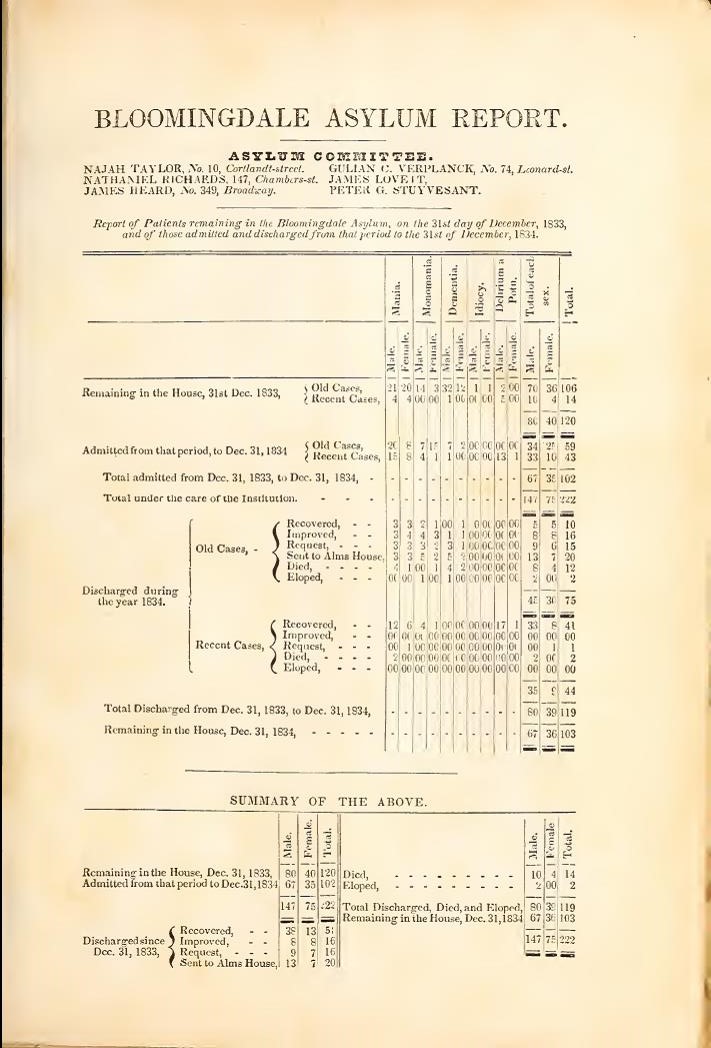 BLOOMINGDALE ASYLUM REPORT.
ASYLUM COMMITTEE.
NAJAH TAYLOR, No. 10, Cortlandt-street. GULIAN C. VERPLANCK, No. 74, Leonard-st.
NATHANIEL RICHARDS, 147, Chambers-st. JAMES LOVETT,
JAMES HEARD, No. 349, Broadway. PETER G. STUYVESANT.
Report of Patients remaining in the Bloomingdale Asylum, on the 31st day of December, 1833,
and of those admitted and discharged from that period to the 31st of December, 1834.
Mania. Monomania. Dementia. Idiocy. Delirium a Potu. Total of each sex. Total.
Male. Female. Male. Female. Male. Female. Male. Female. Male. Female. Male. Female.
Remaining in the House, 31st Dec. 1833, { Old Cases, 21 20 14 3 32 12 1 1 2 00 70 36 106
{ Recent Cases, 4 4 00 00 1 00 00 00 5 00 10 4 14
80 40 120
Admitted from that period, to Dec. 31, 1834 { Old Cases, 20 8 7 15 7 2 00 00 00 00 34 25 59
{ Recent Cases, 15 8 4 1 1 00 00 00 13 1 33 10 43
Total admitted from Dec. 31, 1833, to Dec. 31, 1834, - - - - - - - - - - - 67 35 102
Total under the care of the Institution. - - - - - - - - - - - - - 147 75 222
Discharged during the year 1834.
Old Cases, -
Recovered, - - 3 3 2 1 00 1 0 00 00 00 5 5 10
Improved, - - 3 4 4 3 1 1 00 00 00 00 8 8 16
Request, - - - 3 3 3 2 3 1 00 00 00 00 9 6 15
Sent to Alms House, 3 3 5 2 5 2 00 00 00 00 13 7 20
Died, - - - - 4 1 00 1 4 2 00 00 00 00 8 4 12
Eloped, - - - 00 00 1 00 1 00 00 00 00 00 2 00 2
45 30 75
Recent Cases,
Recovered, - - 12 6 4 1 00 00 00 00 17 1 33 8 41
Improved, - - 00 00 00 00 00 00 00 00 00 00 00 00 00
Request, - - - 00 1 00 00 00 00 00 00 00 00 00 1 1
Died, - - - - 2 00 00 00 00 00 00 00 00 00 2 00 2
Eloped, - - - 00 00 00 00 00 00 00 00 00 00 00 00 00
35 9 44
Total Discharged from Dec. 31, 1833, to Dec. 31, 1834, - - - - - - - - - - 80 39 119
Remaining in the House, Dec. 31, 1834, - - - - - - - - - - - - - - - 67 36 103
SUMMARY OF THE ABOVE.
Male. Female. Total.
Remaining in the House, Dec. 31, 1833, 80 40 120
Admitted from that period to Dec. 31, 1834 67 35 102
147 75 222
Discharged since Dec. 31, 1833,
Recovered, - - 38 13 51
Improved, - - 8 8 16
Request, - - - 9 7 16
Sent to Alms House, 13 7 20
Male. Female Total.
Died, - - - - - - - - - 10 4 14
Eloped, - - - - - - - - - 2 00 2
Total Discharged, Died, and Eloped, 80 39 119
Remaining in the House, Dec. 31, 1834 67 36 103
147 75 222